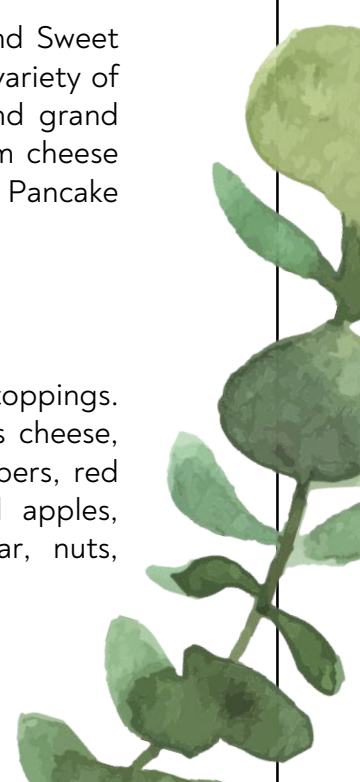 nd Sweet
variety of
nd grand
m cheese
Pancake
toppings.
s cheese,
pers, red
l apples,
ar, nuts,